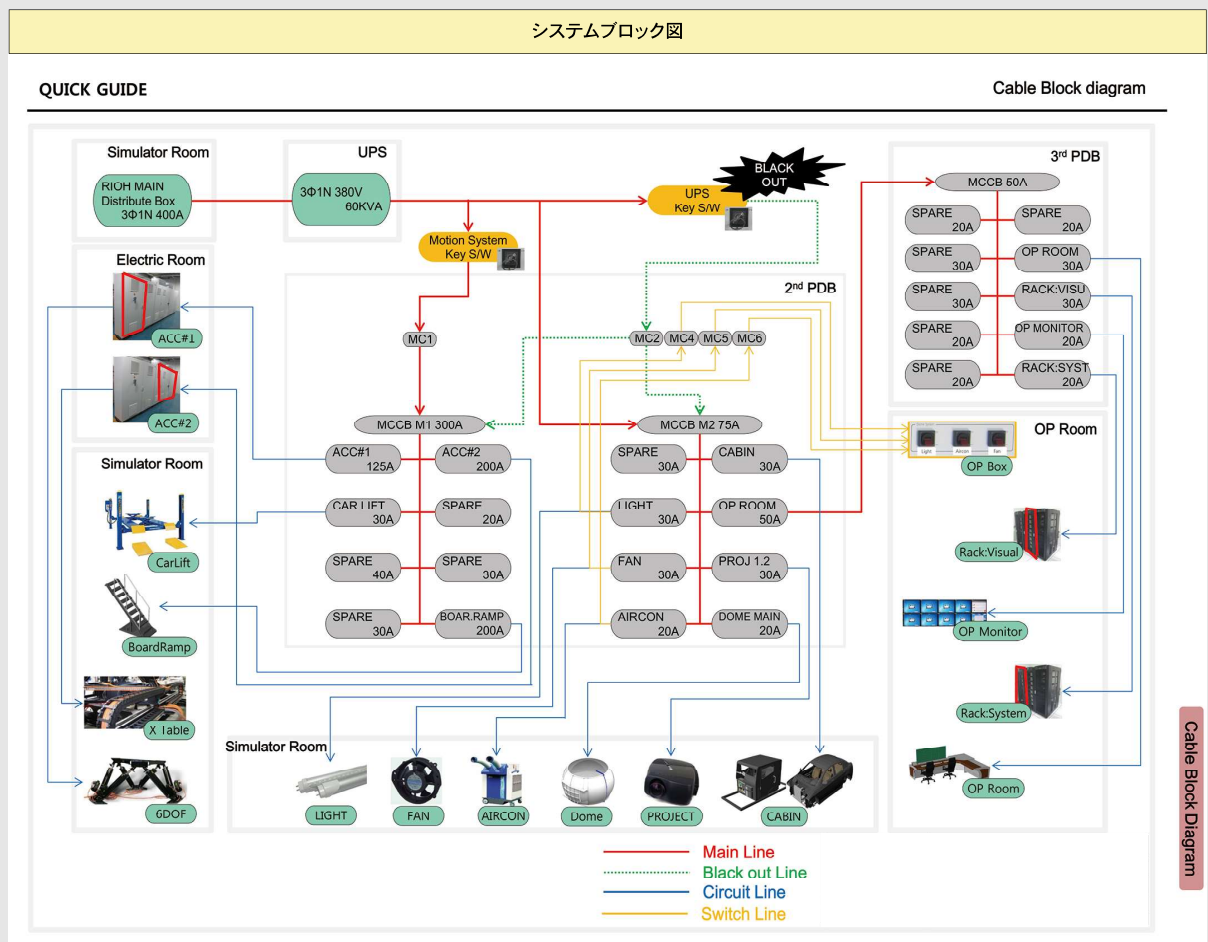 システムブロック図
QUICK GUIDE
Cable Block diagram
Simulator Room
RIOH MAIN
Distribute Box
3Φ1N 400A
UPS
3Φ1N 380V
60KVA
BLACK
OUT
UPS
Key S/W
Motion System
Key S/W
3rd PDB
MCCB 50A
SPARE
20A
SPARE
20A
SPARE
30A
OP ROOM
30A
SPARE
30A
RACK:VISU
30A
SPARE
20A
OP MONITOR
20A
SPARE
20A
RACK:SYST
20A
Electric Room
ACC#1
ACC#2
2nd PDB
MC1
MC2
MC4
MC5
MC6
MCCB M1 300A
ACC#1
125A
ACC#2
200A
CAR LIFT
30A
SPARE
20A
SPARE
40A
SPARE
30A
SPARE
30A
BOAR.RAMP
200A
MCCB M2 75A
SPARE
30A
CABIN
30A
LIGHT
30A
OP ROOM
50A
FAN
30A
PROJ 1.2
30A
AIRCON
20A
DOME MAIN
20A
Simulator Room
CarLift
BoardRamp
X Table
6DOF
OP Room
Light
Aircon
Fan
OP Box
Rack:Visual
OP Monitor
Rack:System
OP Room
Simulator Room
LIGHT
FAN
AIRCON
Dome
PROJECT
CABIN
Main Line
Black out Line
Circuit Line
Switch Line
Cable Block Diagram